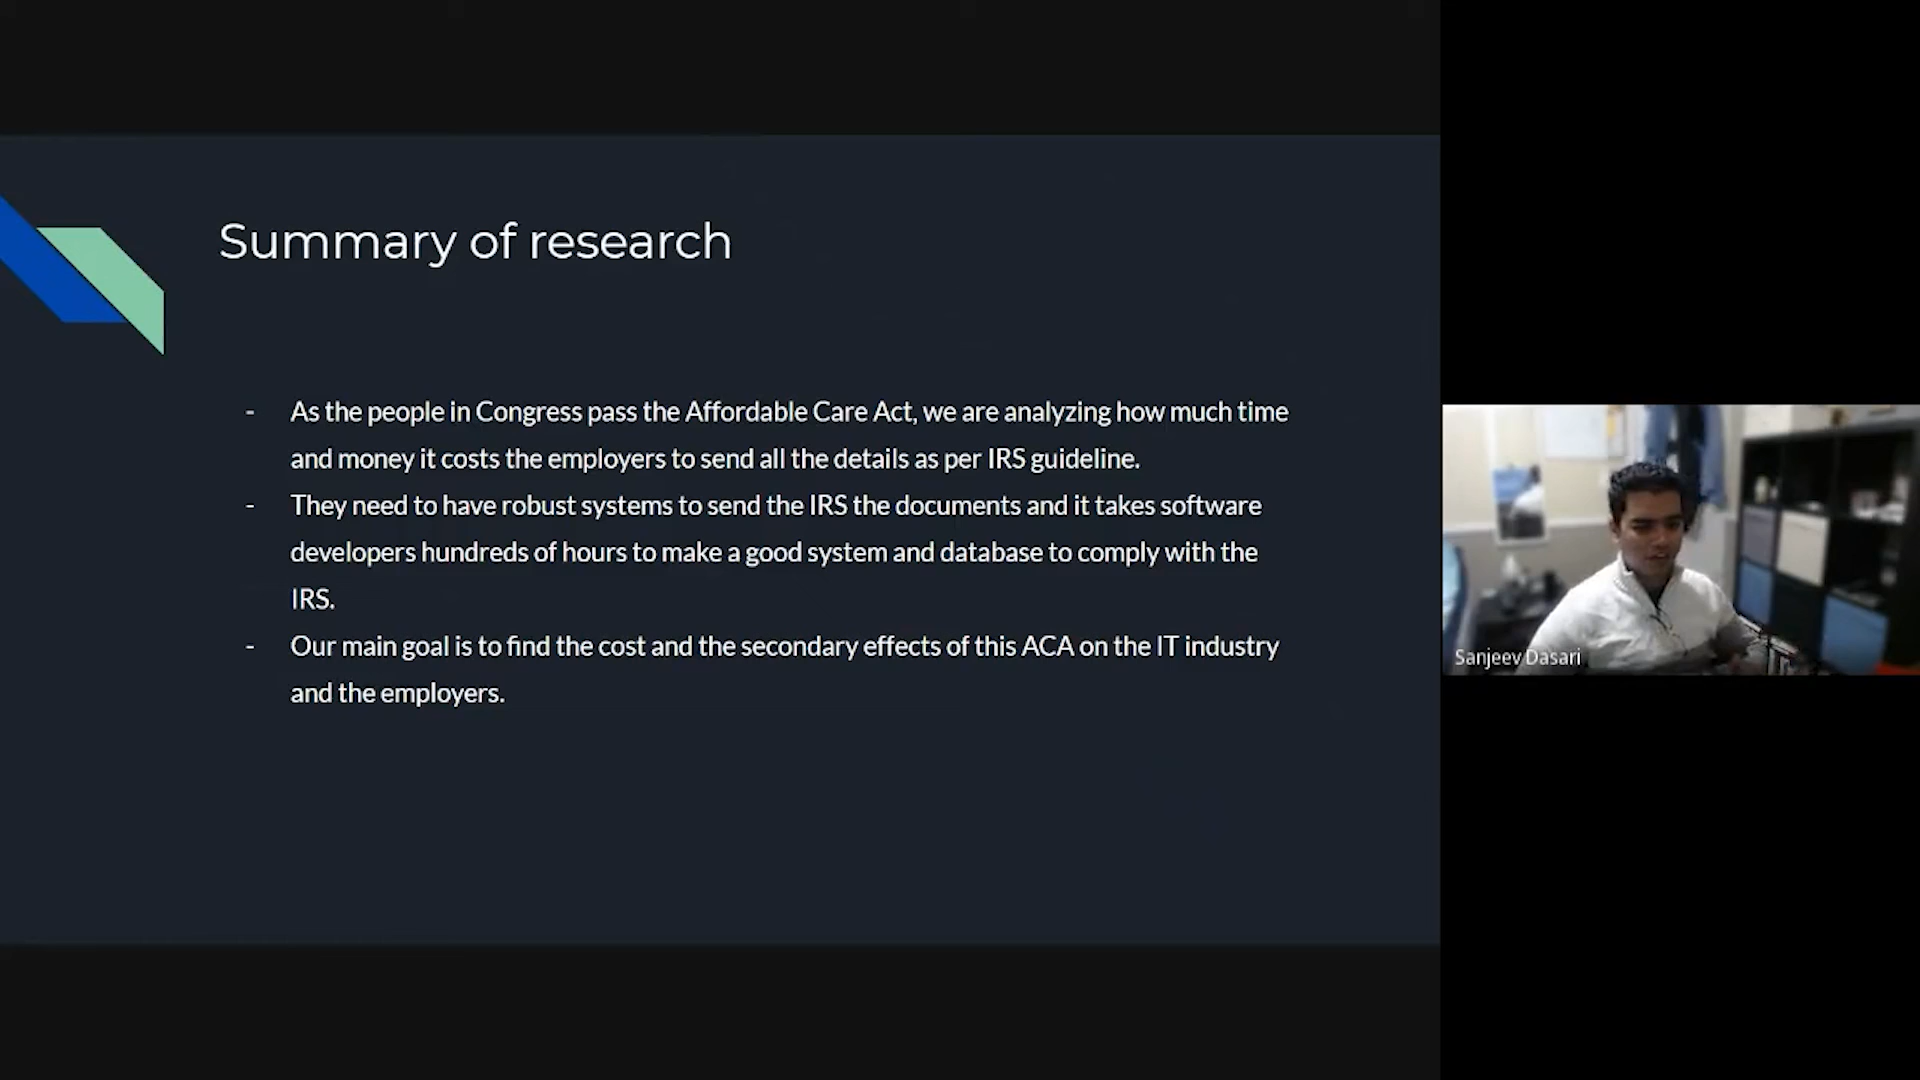 Summary of research
- As the people in Congress pass the Affordable Care Act, we are analyzing how much time
and money it costs the employers to send all the details as per IRS guideline.
- They need to have robust systems to send the IRS the documents and it takes software
developers hundreds of hours to make a good system and database to comply with the
IRS.
- Our main goal is to find the cost and the secondary effects of this ACA on the IT industry
and the employers.
Sanjeev Dasari